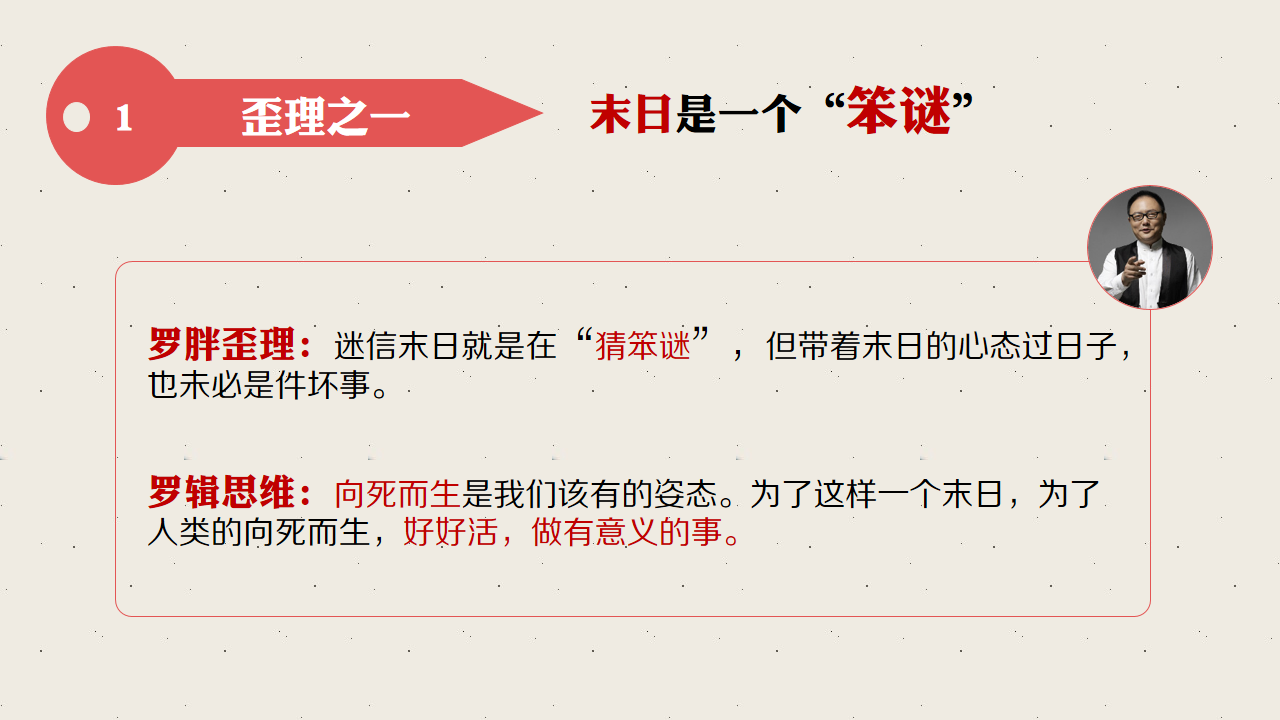 1
歪理之一
末日是一个“笨谜”
罗胖歪理：迷信末日就是在“猜笨谜”，但带着末日的心态过日子，
也未必是件坏事。
罗辑思维：向死而生是我们该有的姿态。为了这样一个末日，为了
人类的向死而生，好好活，做有意义的事。